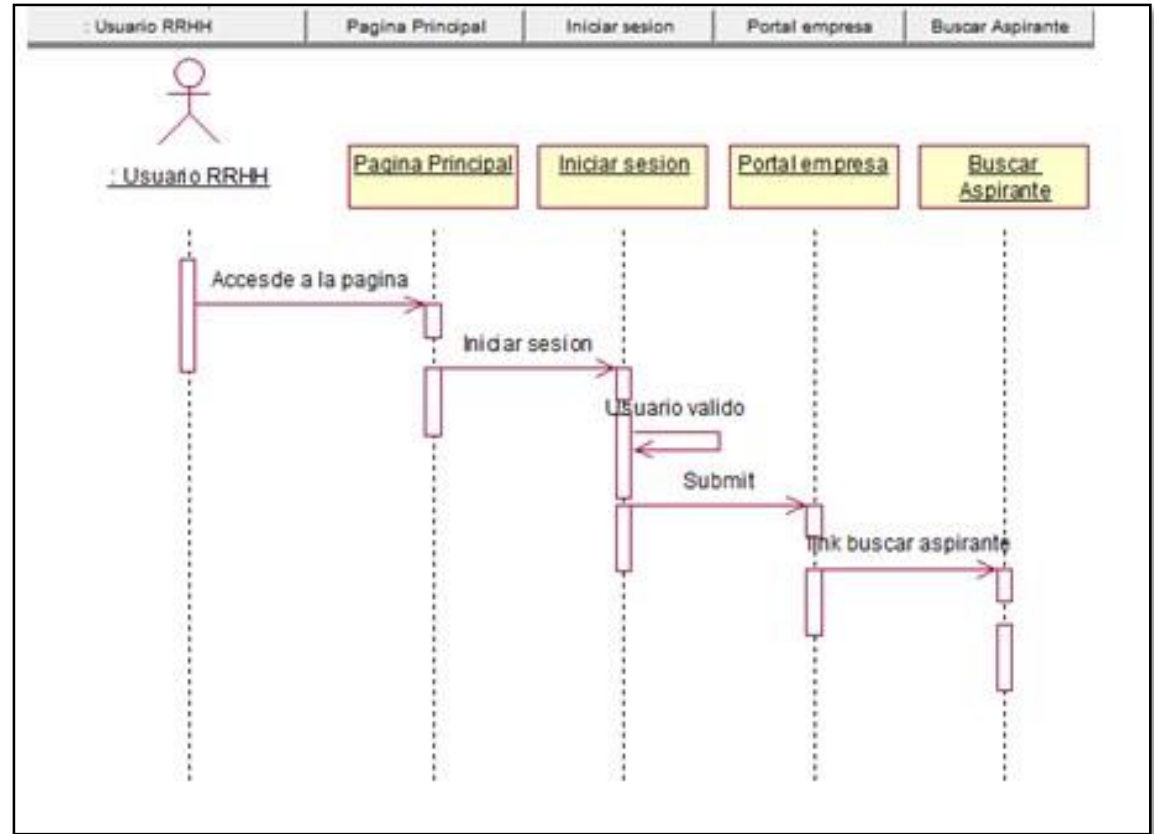 : Usuario RRHH
Pagina Principal
Iniciar sesion
Portal empresa
Buscar Aspirante
: Usuario RRHH
Pagina Principal
Iniciar sesion
Portal empresa
Buscar
Aspirante
Accesde a la pagina
Iniciar sesion
Usuario valido
Submit
link buscar aspirante